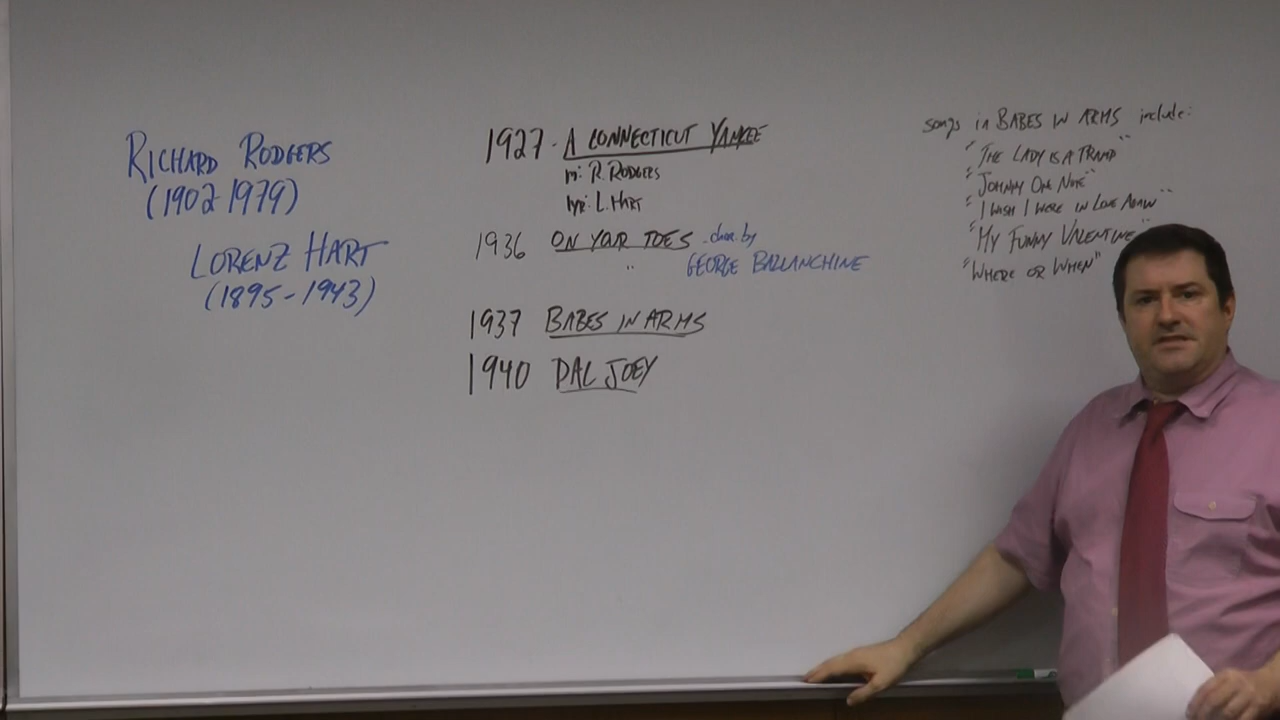 RICHARD RODGERS
(1902-1979)
LORENZ HART
(1895-1943)
1927 - A CONNECTICUT YANKEE
m: R. RODGERS
lyr: L. HART
1936 ON YOUR TOES - chor. by
" GEORGE BALLANCHINE
1937 BABES IN ARMS
1940 PAL JOEY
songs in BABES IN ARMS include:
"THE LADY IS A TRAMP"
"JOHNNY ONE NOTE"
"I WISH I WERE IN LOVE AGAIN"
"MY FUNNY VALENTINE"
"WHERE OR WHEN"